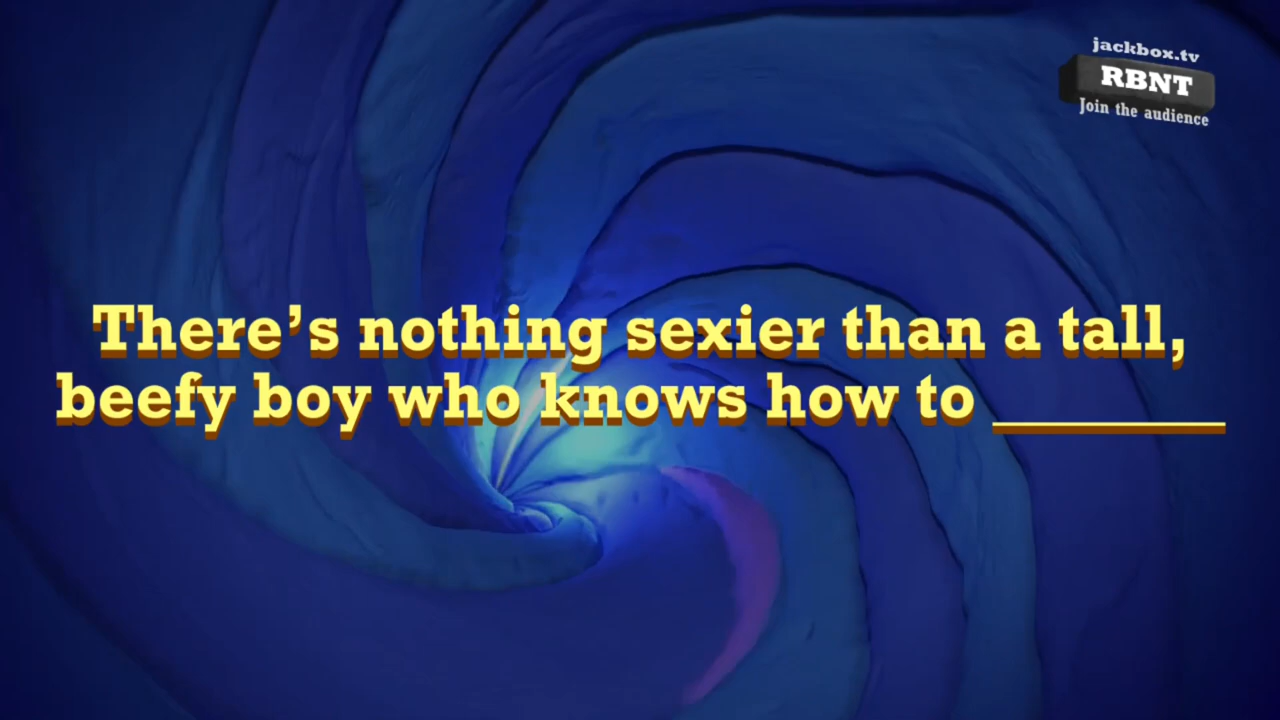 jackbox.tv
RBNT
Join the audience
There’s nothing sexier than a tall,
beefy boy who knows how to ________